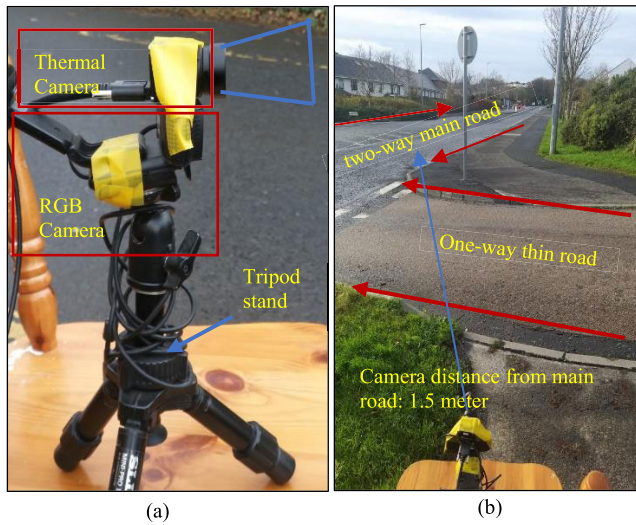 Thermal
Camera
RGB
Camera
Tripod
stand
two-way main road
One-way thin road
Camera distance from main
road: 1.5 meter
(a)
(b)